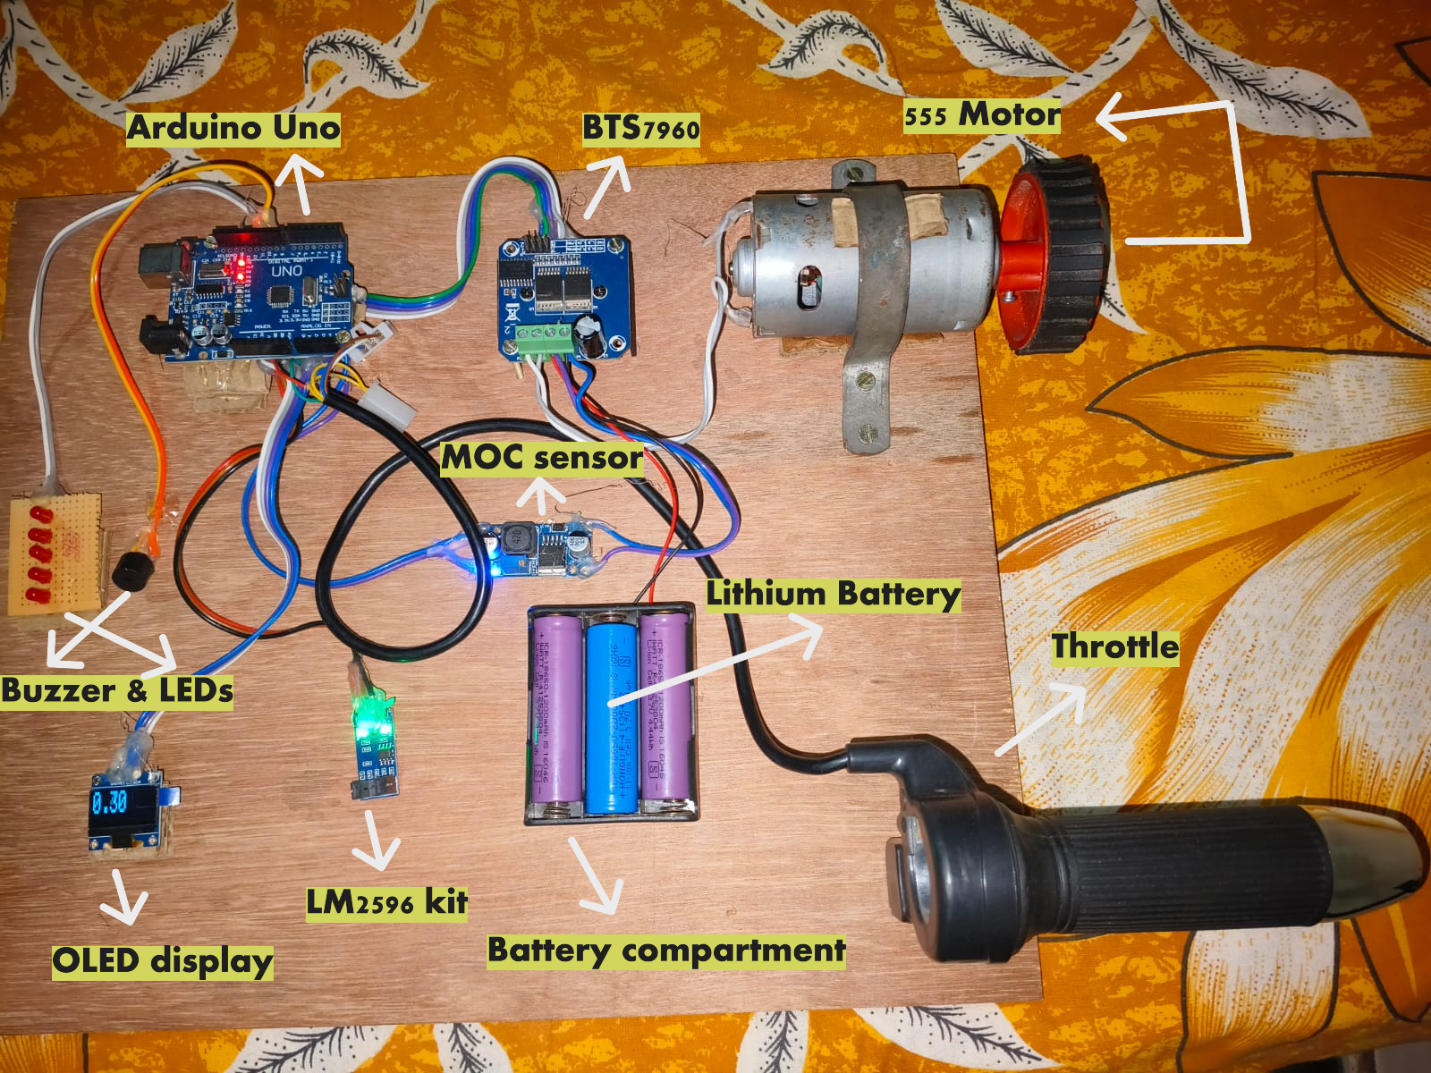 Arduino Uno
BTS7960
555 Motor
UNO
MOC sensor
Lithium Battery
Throttle
Buzzer & LEDs
0.30
LM2596 kit
Battery compartment
OLED display